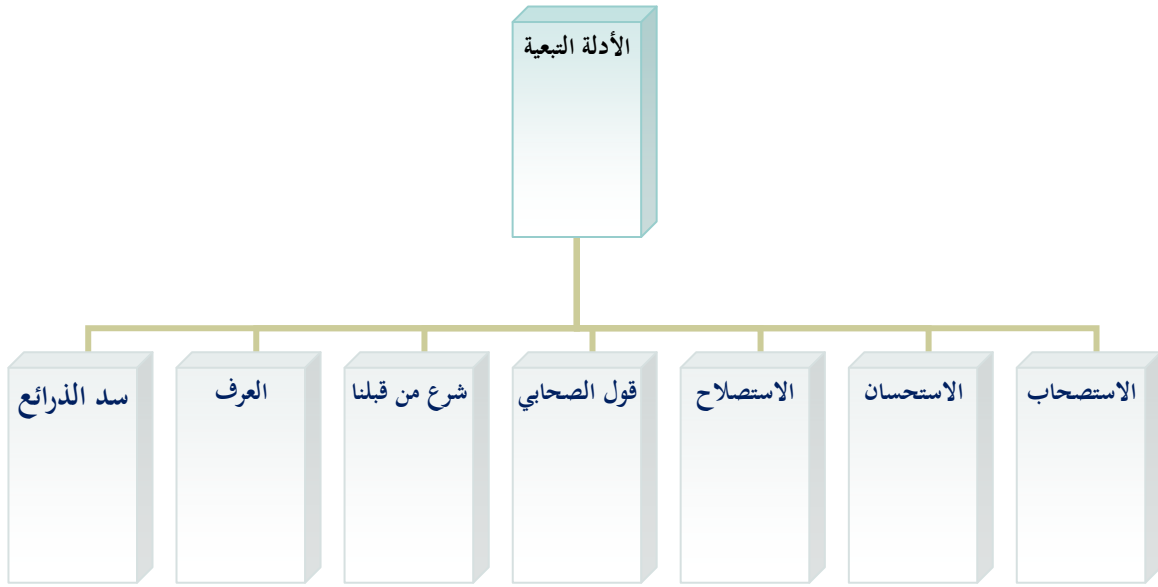 الأدلة التبعية
الاستصحاب
الاستحسان
الاستصلاح
قول الصحابي
شرع من قبلنا
العرف
سد الذرائع